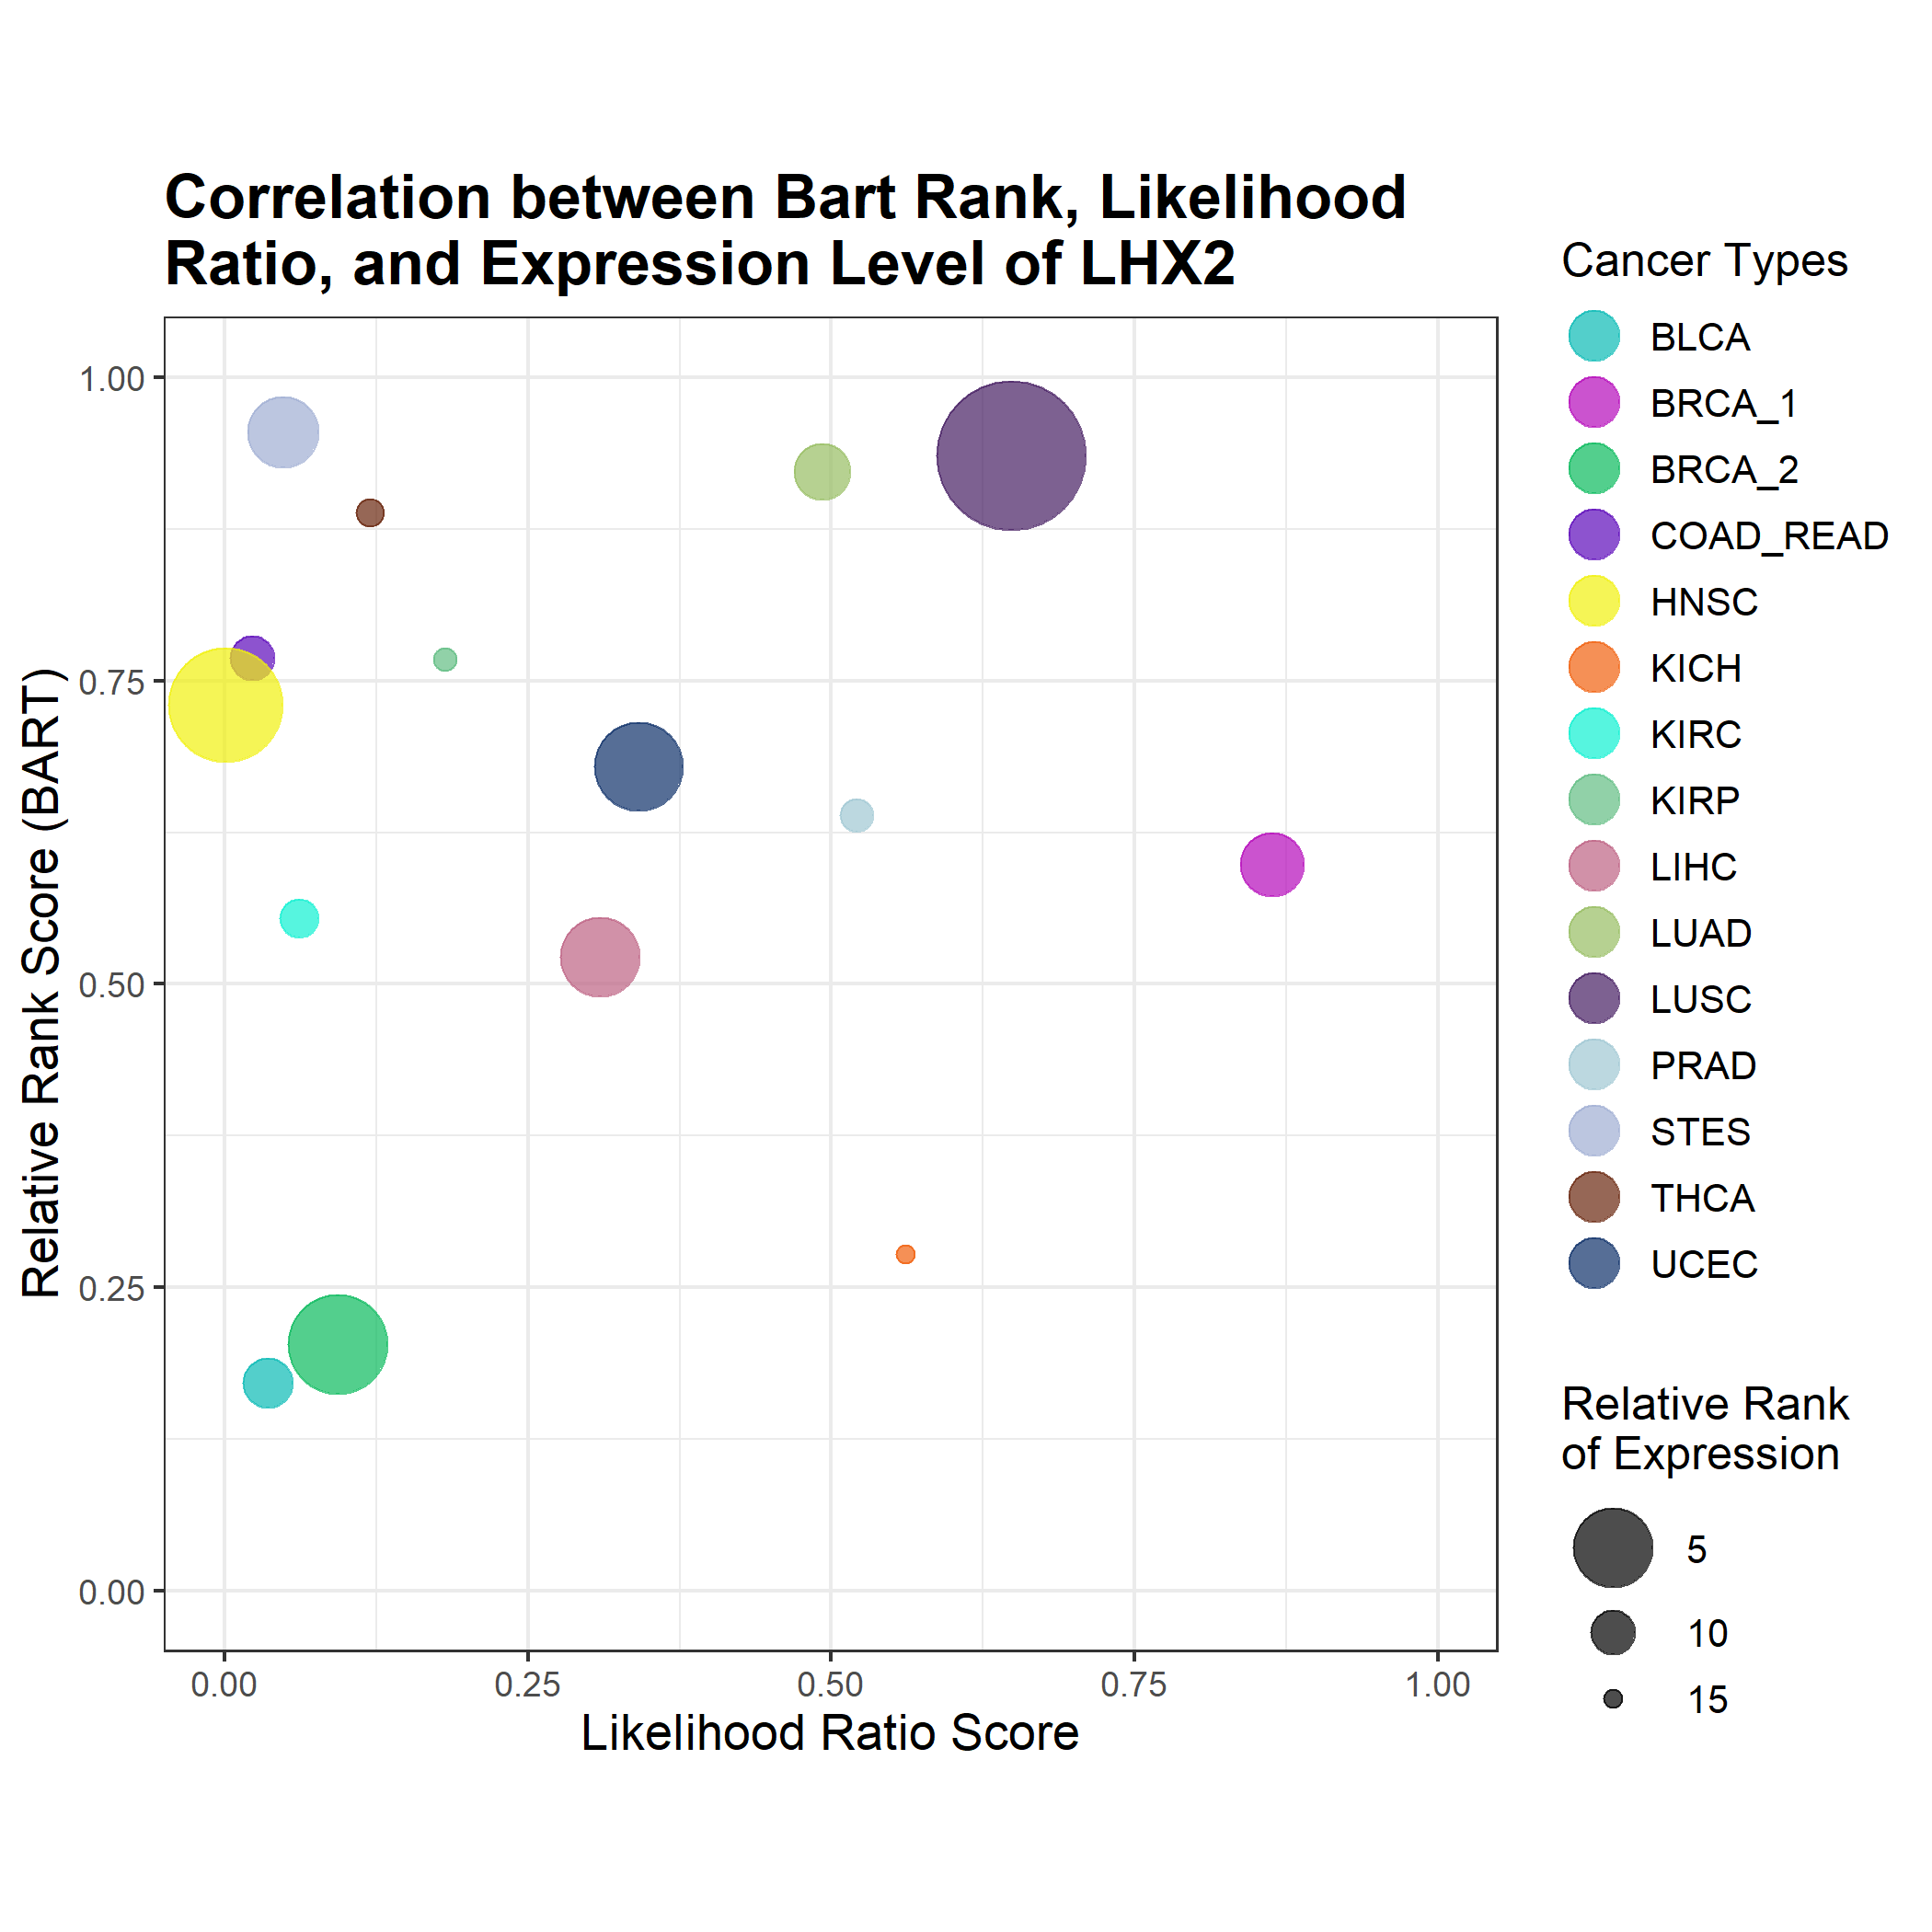 Correlation between Bart Rank, Likelihood
Ratio, and Expression Level of LHX2
Relative Rank Score (BART)
1.00
0.75
0.50
0.25
0.00
0.00 0.25 0.50 0.75 1.00
Likelihood Ratio Score
Cancer Types
BLCA
BRCA_1
BRCA_2
COAD_READ
HNSC
KICH
KIRC
KIRP
LIHC
LUAD
LUSC
PRAD
STES
THCA
UCEC
Relative Rank
of Expression
5
10
15